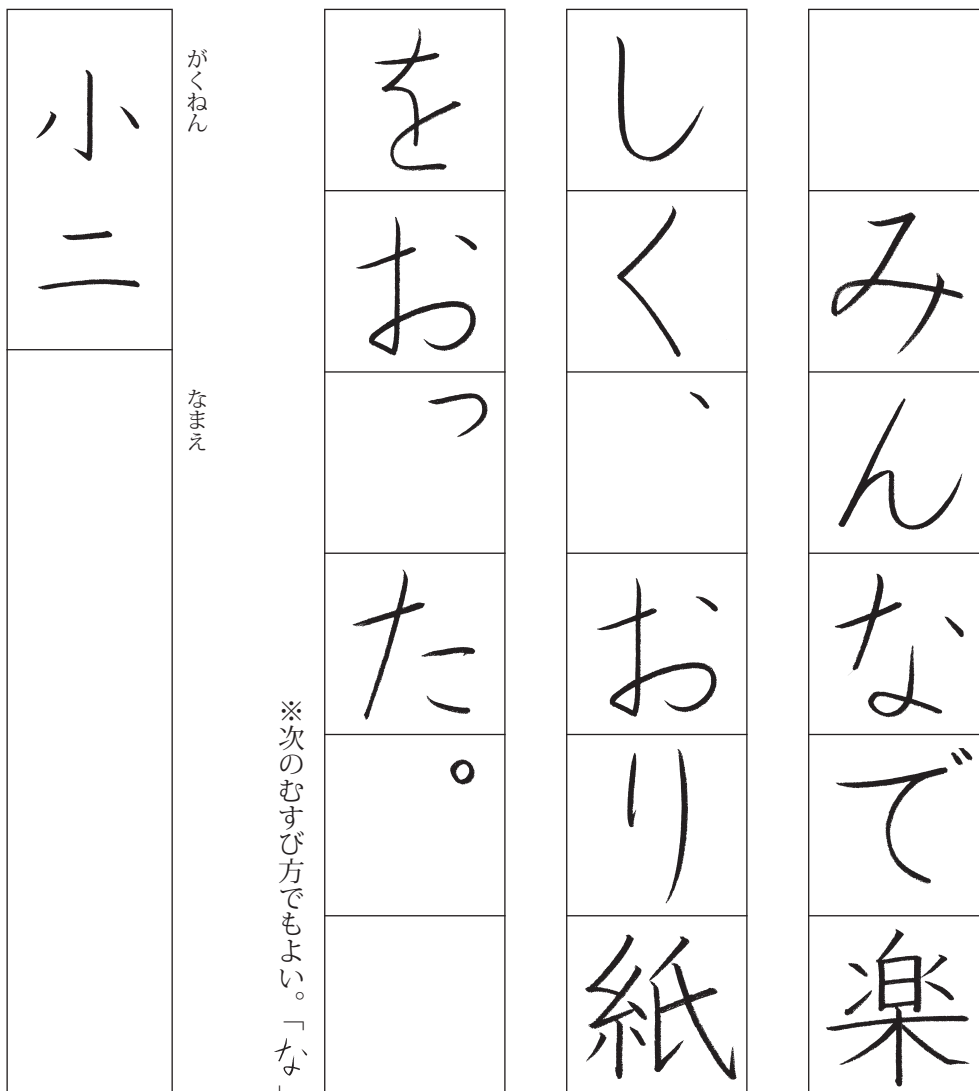 みんなで楽
しく、おり紙
をおった。
※次のむすび方でもよい。「な」
がくねん
なまえ
小二